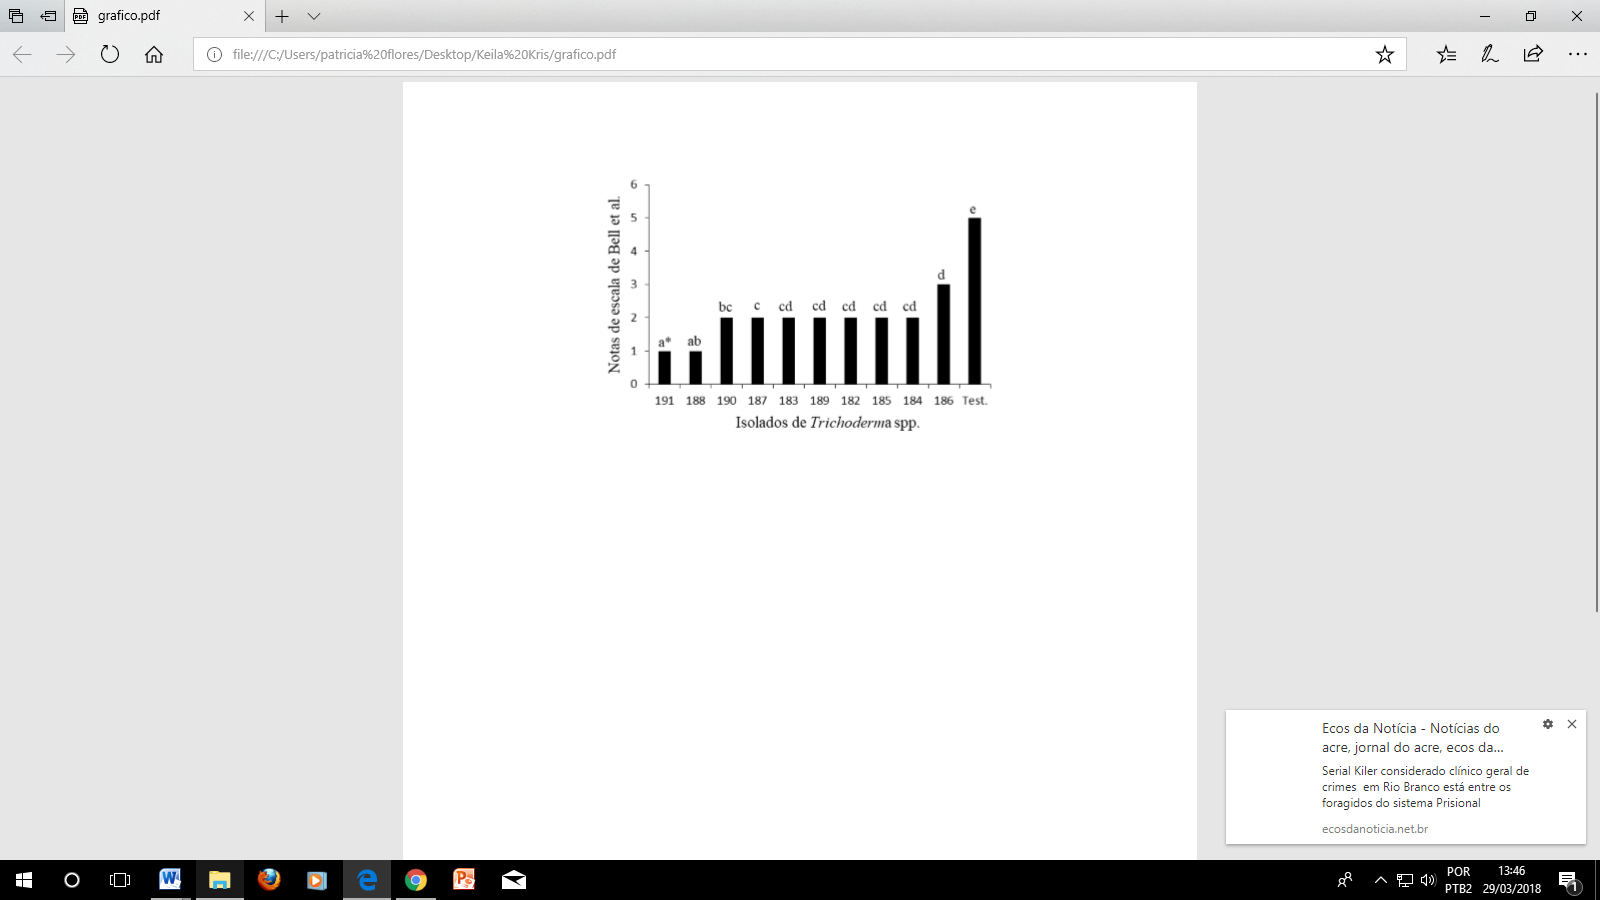 grafico.pdf
file:///C:/Users/patricia%20flores/Desktop/Keila%20Kris/grafico.pdf
Notas de escala de Bell et al.
6
5
4
3
2
1
0
a* ab bc c cd cd cd cd cd d e
191 188 190 187 183 189 182 185 184 186 Test.
Isolados de Trichoderma spp.
Ecos da Notícia - Notícias do
acre, jornal do acre, ecos da...
Serial Kiler considerado clínico geral de
crimes em Rio Branco está entre os
foragidos do sistema Prisional
ecosdanoticia.net.br
POR
PTB2
13:46
29/03/2018
1